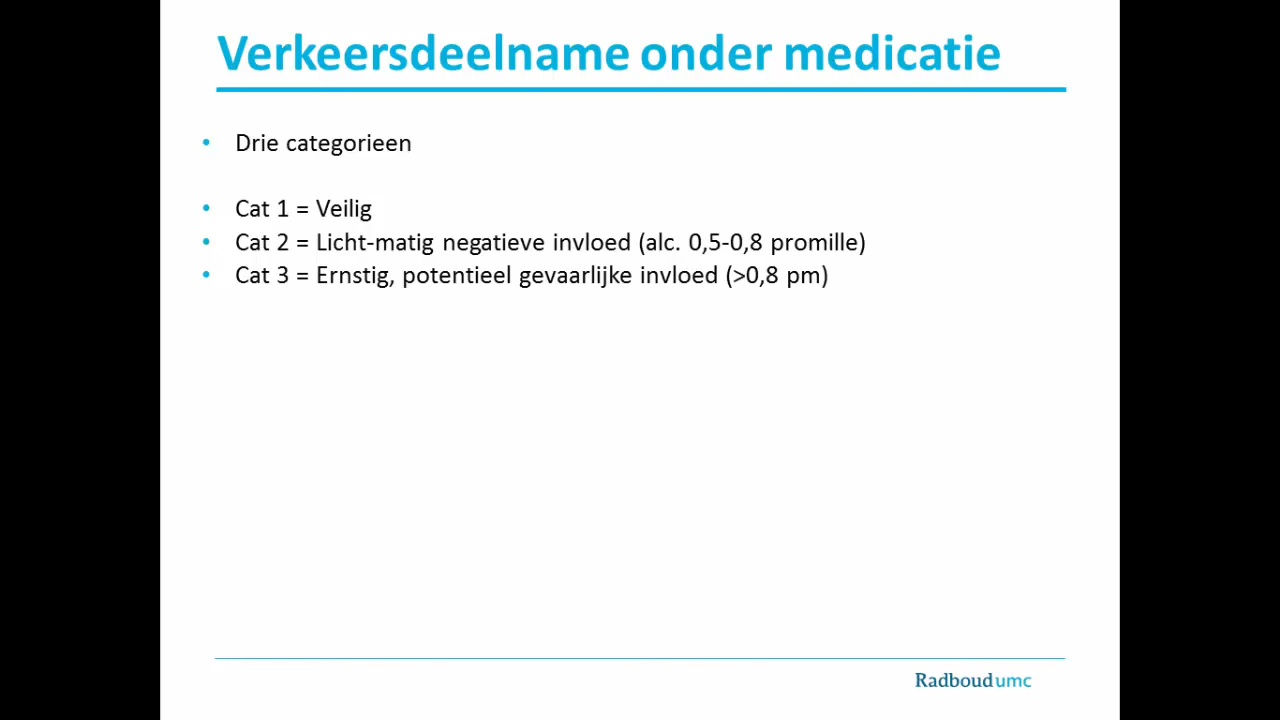 Verkeersdeelname onder medicatie
• Drie categorieen
• Cat 1 = Veilig
• Cat 2 = Licht-matig negatieve invloed (alc. 0,5-0,8 promille)
• Cat 3 = Ernstig, potentieel gevaarlijke invloed (>0,8 pm)
Radboudumc